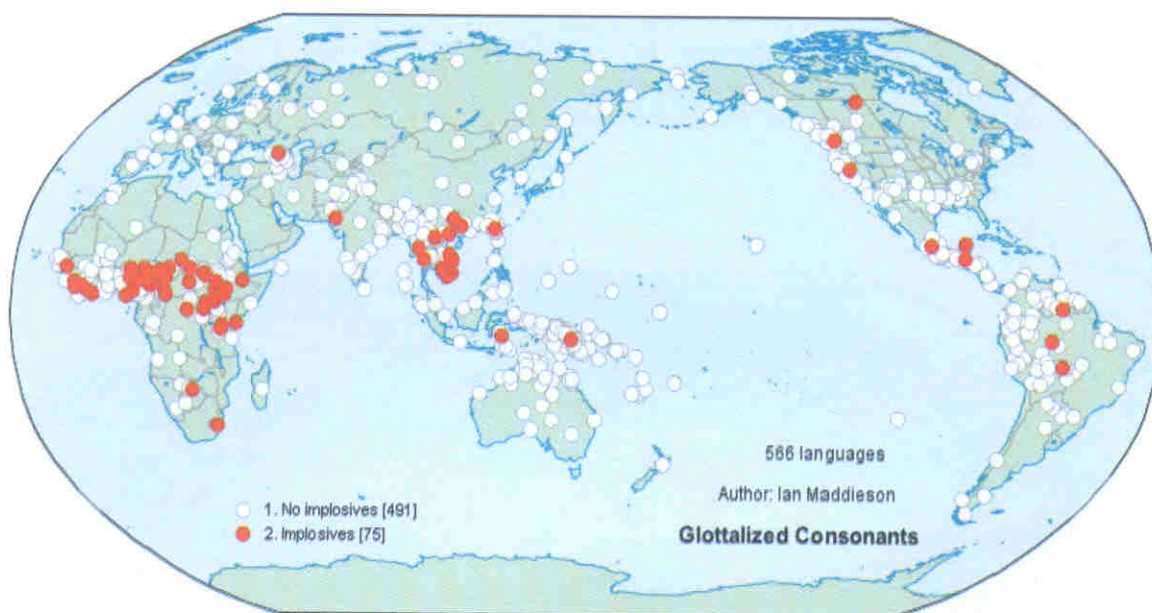 566 languages
Author: Ian Maddieson
1. No implosives [491]
2. Implosives [75]
Glottalized Consonants